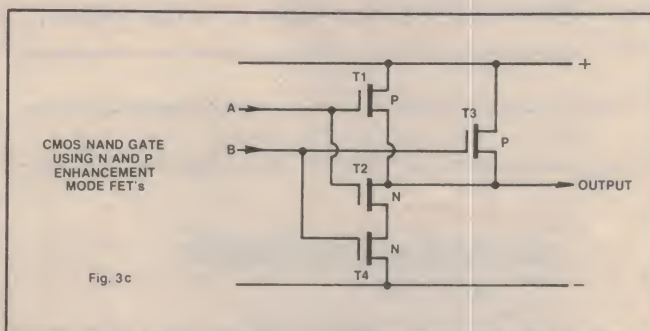 CMOS NAND GATE
USING N AND P
ENHANCEMENT
MODE FET's
Fig. 3c
A
B
T1
P
T2
N
N
T4
T3
P
+
OUTPUT
−